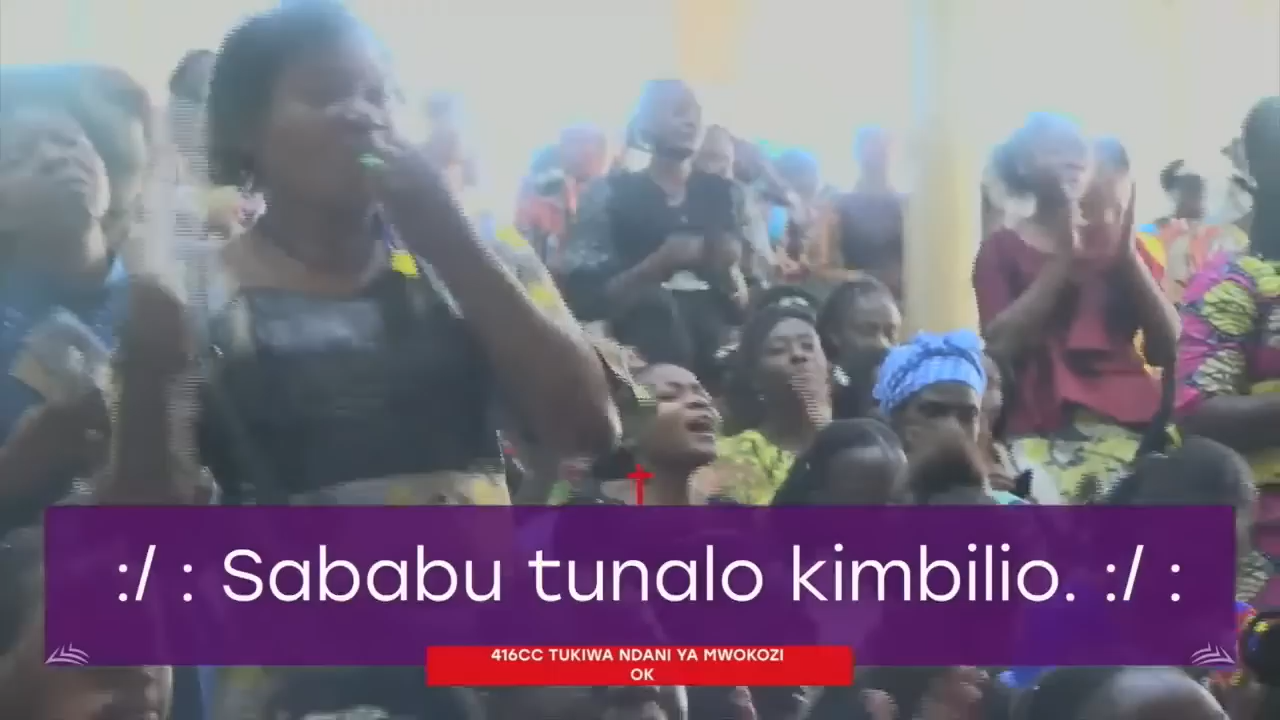 :/ : Sababu tunalo kimbilio. :/ :
416CC TUKIWA NDANI YA MWOKOZI
OK